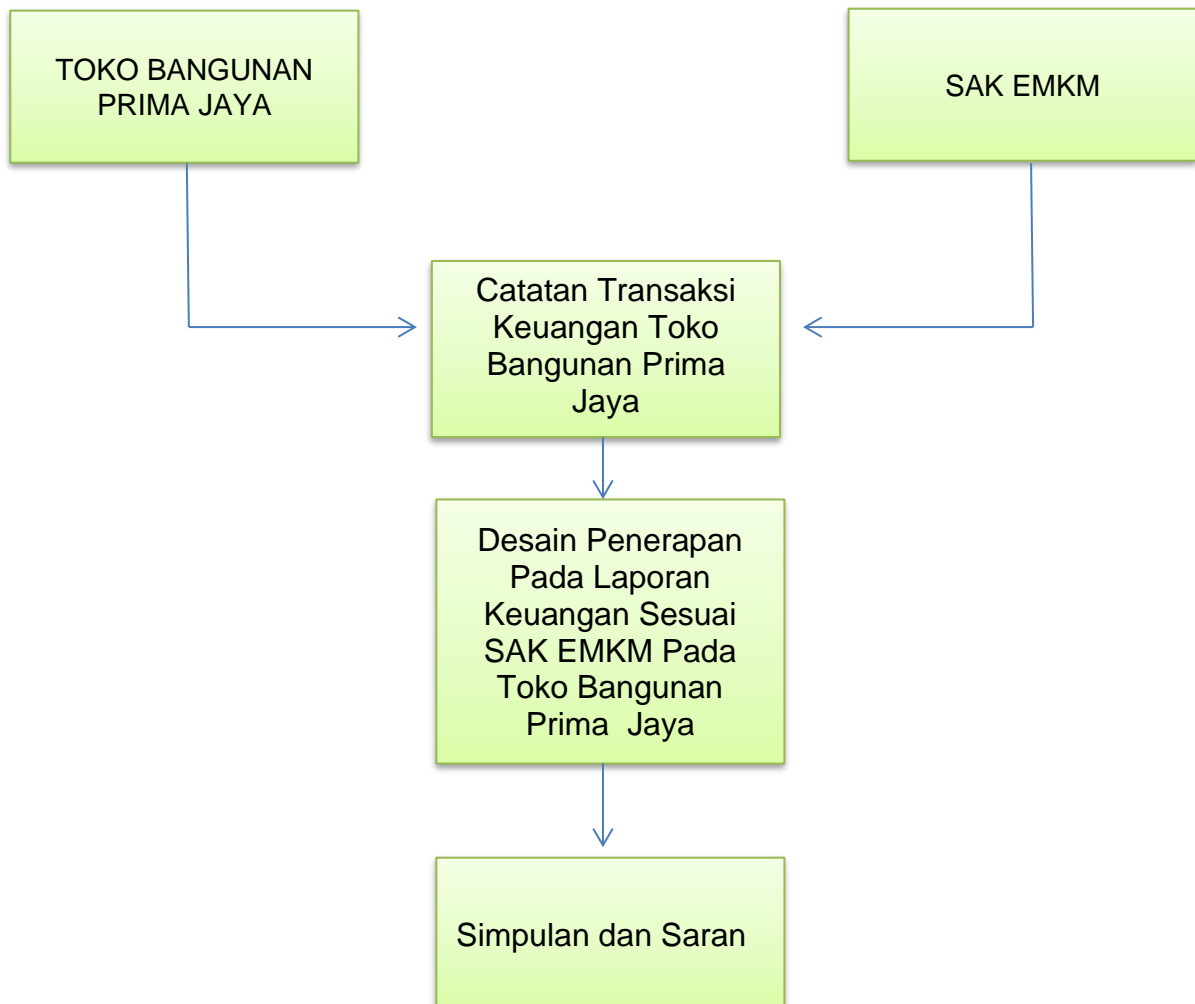 TOKO BANGUNAN
PRIMA JAYA
SAK EMKM
Catatan Transaksi
Keuangan Toko
Bangunan Prima
Jaya
Desain Penerapan
Pada Laporan
Keuangan Sesuai
SAK EMKM Pada
Toko Bangunan
Prima  Jaya
Simpulan dan Saran